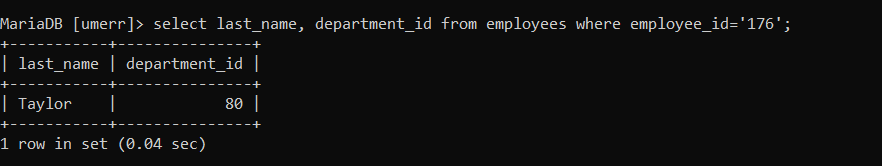 MariaDB [umerr]> select last_name, department_id from employees where employee_id='176';
+-----------+---------------+
| last_name | department_id |
+-----------+---------------+
| Taylor    |            80 |
+-----------+---------------+
1 row in set (0.04 sec)